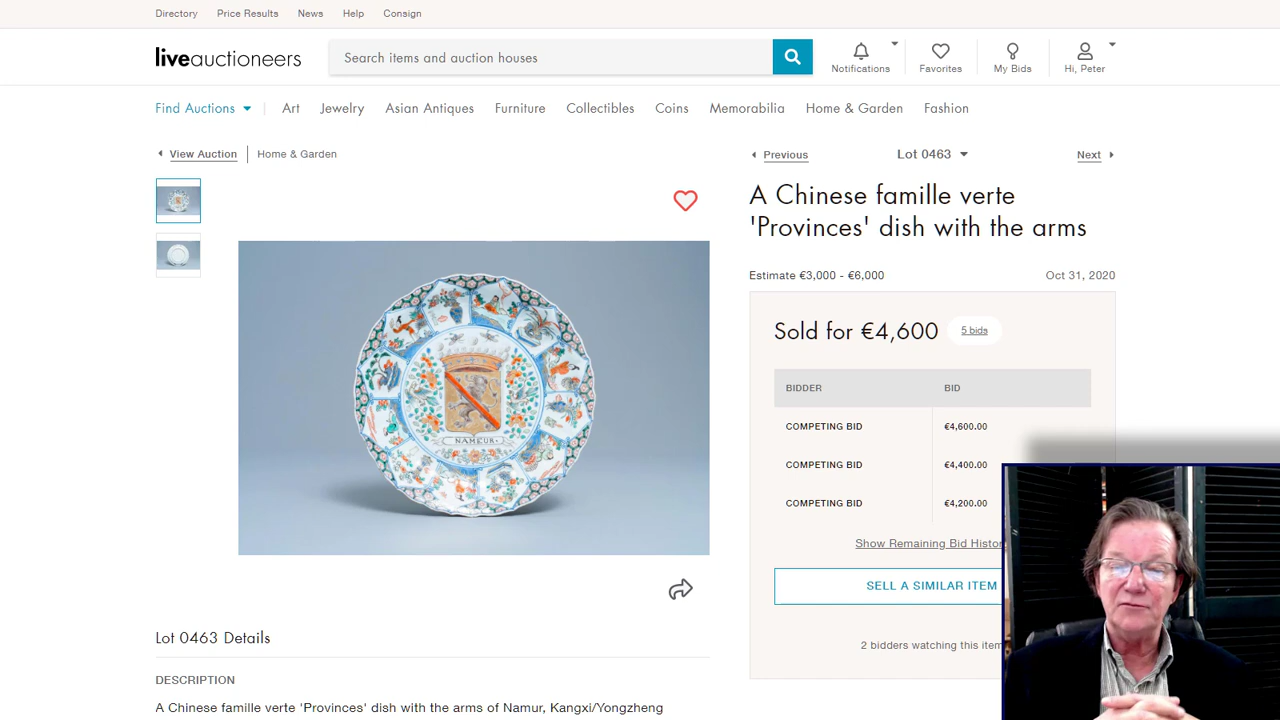 Directory Price Results News Help Consign
liveauctioneers
Search items and auction houses
Notifications Favorites My Bids Hi, Peter
Find Auctions Art Jewelry Asian Antiques Furniture Collectibles Coins Memorabilia Home & Garden Fashion
View Auction Home & Garden
Previous Lot 0463 Next
A Chinese famille verte
'Provinces' dish with the arms
Estimate €3,000 - €6,000 Oct 31, 2020
Sold for €4,600 5 bids
BIDDER BID
COMPETING BID €4,600.00
COMPETING BID €4,400.00
COMPETING BID €4,200.00
Show Remaining Bid Histor
SELL A SIMILAR ITEM
2 bidders watching this item
NAMEUR
Lot 0463 Details
DESCRIPTION
A Chinese famille verte 'Provinces' dish with the arms of Namur, Kangxi/Yongzheng